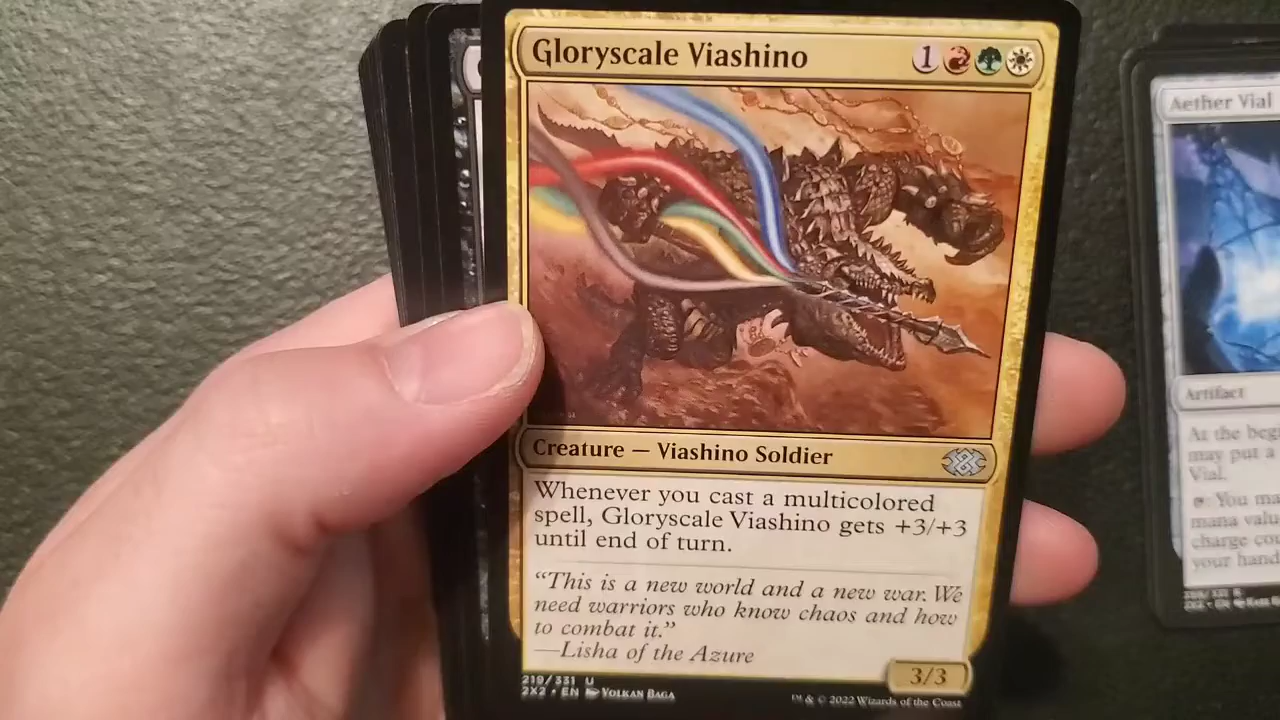 Gloryscale Viashino 1
Creature — Viashino Soldier
Whenever you cast a multicolored
spell, Gloryscale Viashino gets +3/+3
until end of turn.
“This is a new world and a new war. We
need warriors who know chaos and how
to combat it.”
—Lisha of the Azure
3/3
219/331 U
2X2 • EN VOLKAN BAGA
™ & © 2022 Wizards of the Coast
Aether Vial
Artifact
At the beg
may put a
Vial.
: You ma
mana valu
charge cou
your hand